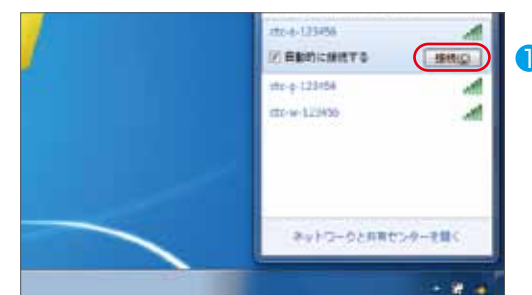 ctc-a-123456
自動的に接続する
接続(C)
1
ctc-g-123456
ctc-w-123456
ネットワークと共有センターを開く